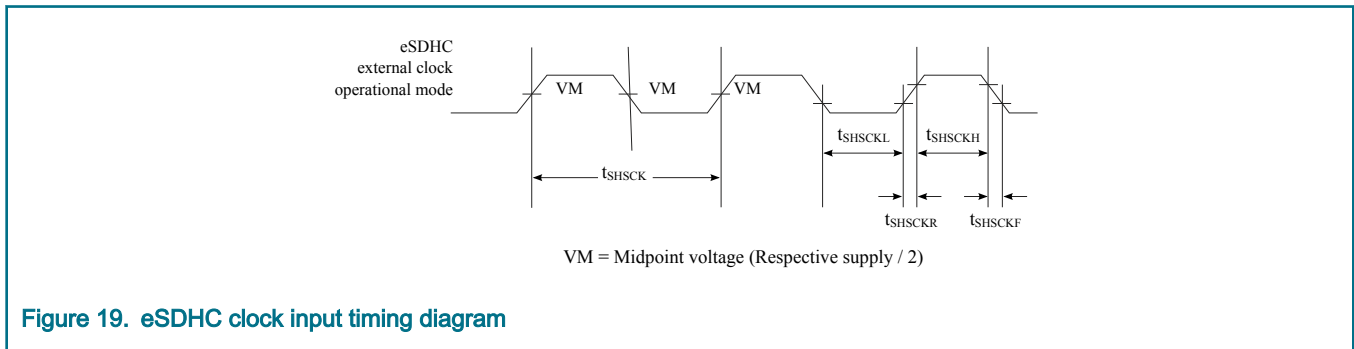 eSDHC
external clock
operational mode
VM
VM
VM
tSHSCKL
tSHSCKH
tSHSCK
tSHSCKR
tSHSCKF
VM = Midpoint voltage (Respective supply / 2)
Figure 19. eSDHC clock input timing diagram